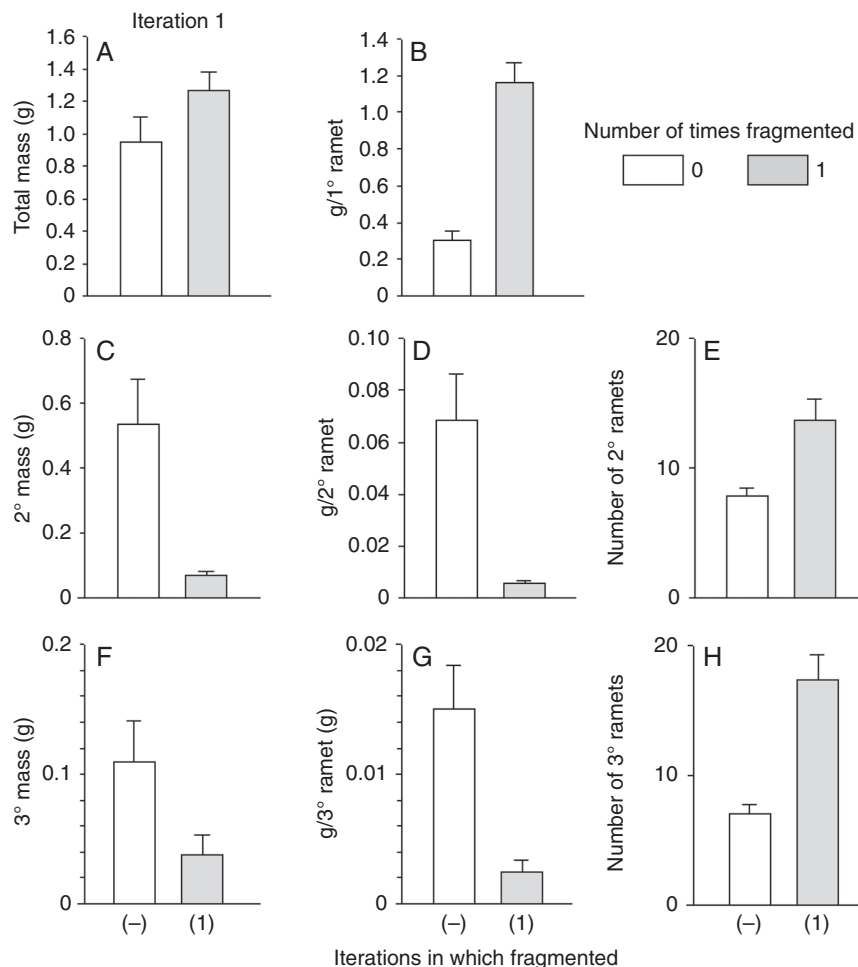 Iteration 1
A
Total mass (g)
1.6
1.4
1.2
1.0
0.8
0.6
0.4
0.2
0
B
g/1° ramet
1.4
1.2
1.0
0.8
0.6
0.4
0.2
0
Number of times fragmented
0
1
C
2° mass (g)
0.8
0.6
0.4
0.2
0
D
g/2° ramet
0.10
0.08
0.06
0.04
0.02
0
E
Number of 2° ramets
20
10
0
F
3° mass (g)
0.2
0.1
0
(–) (1)
G
g/3° ramet (g)
0.02
0.01
0
(–) (1)
H
Number of 3° ramets
20
10
0
(–) (1)
Iterations in which fragmented